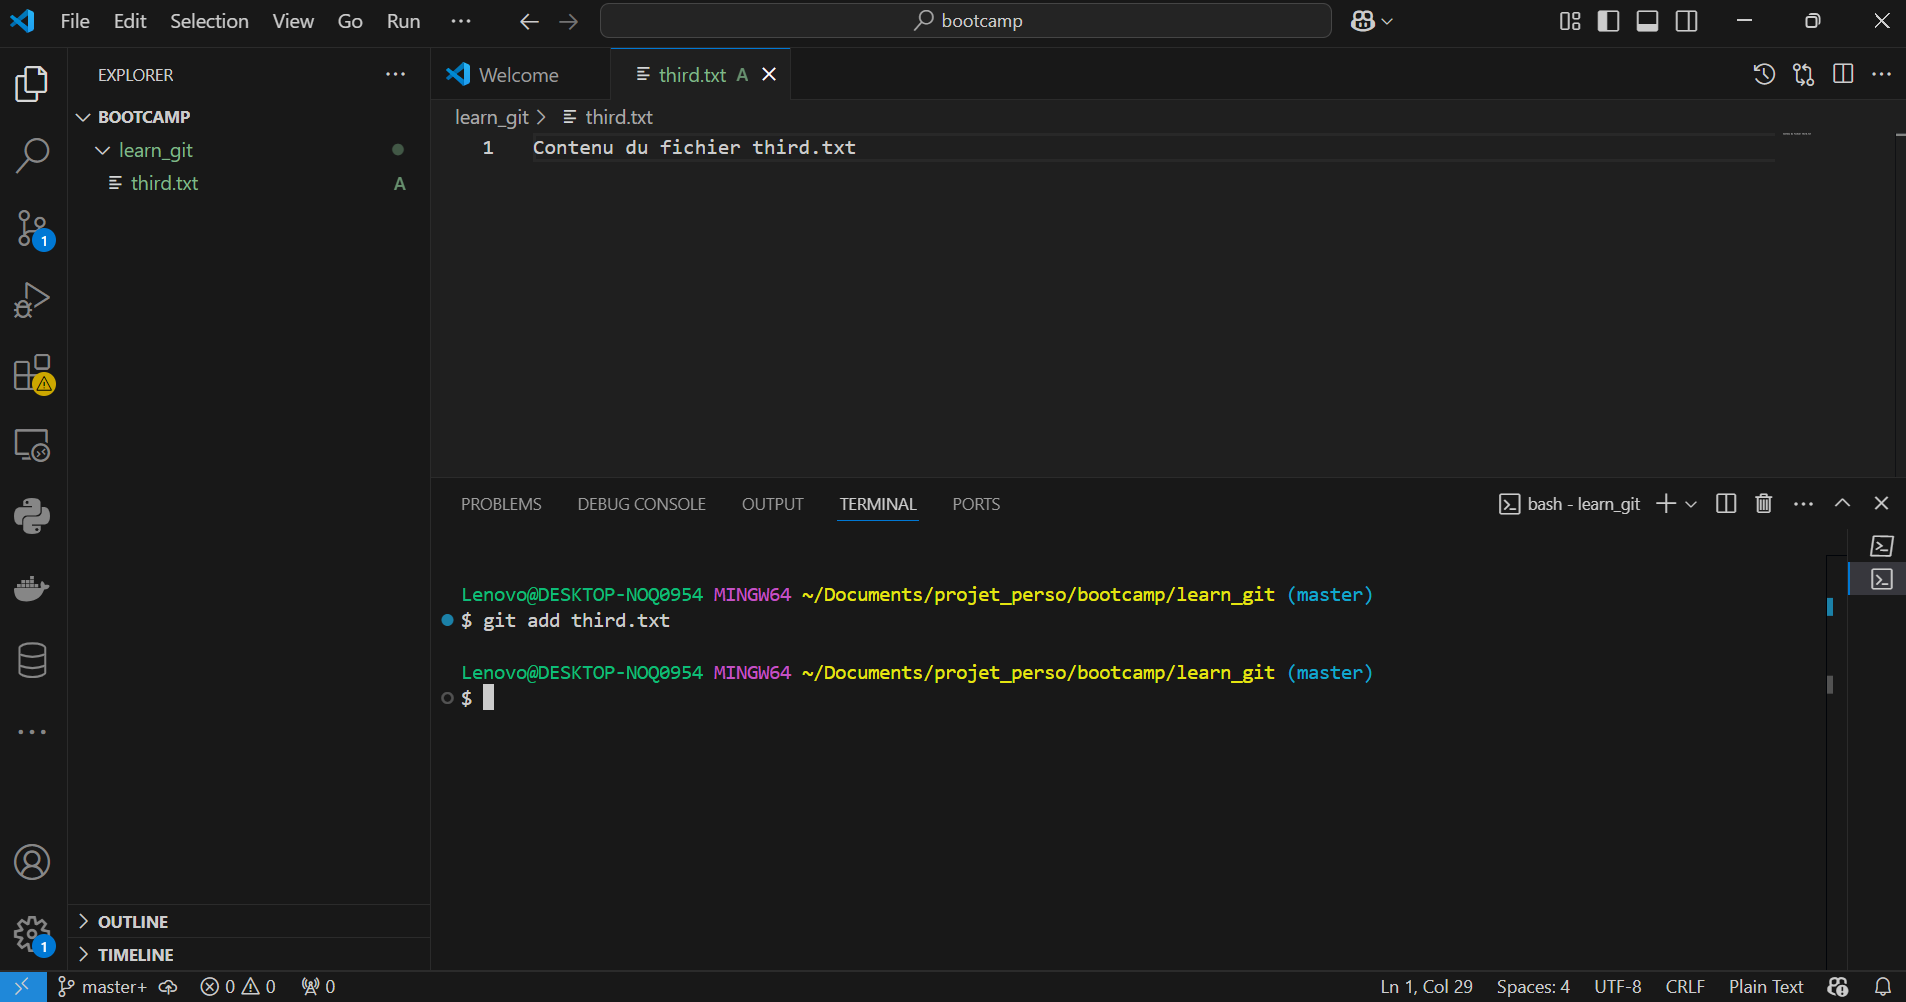 File Edit Selection View Go Run ··· bootcamp
EXPLORER ···
BOOTCAMP
learn_git
third.txt A
Welcome third.txt A
learn_git > third.txt
1 Contenu du fichier third.txt
PROBLEMS DEBUG CONSOLE OUTPUT TERMINAL PORTS bash - learn_git
Lenovo@DESKTOP-NOQ0954 MINGW64 ~/Documents/projet_perso/bootcamp/learn_git (master)
$ git add third.txt
Lenovo@DESKTOP-NOQ0954 MINGW64 ~/Documents/projet_perso/bootcamp/learn_git (master)
$
1
1
OUTLINE
TIMELINE
master+ 0 0 0 Ln 1, Col 29 Spaces: 4 UTF-8 CRLF Plain Text